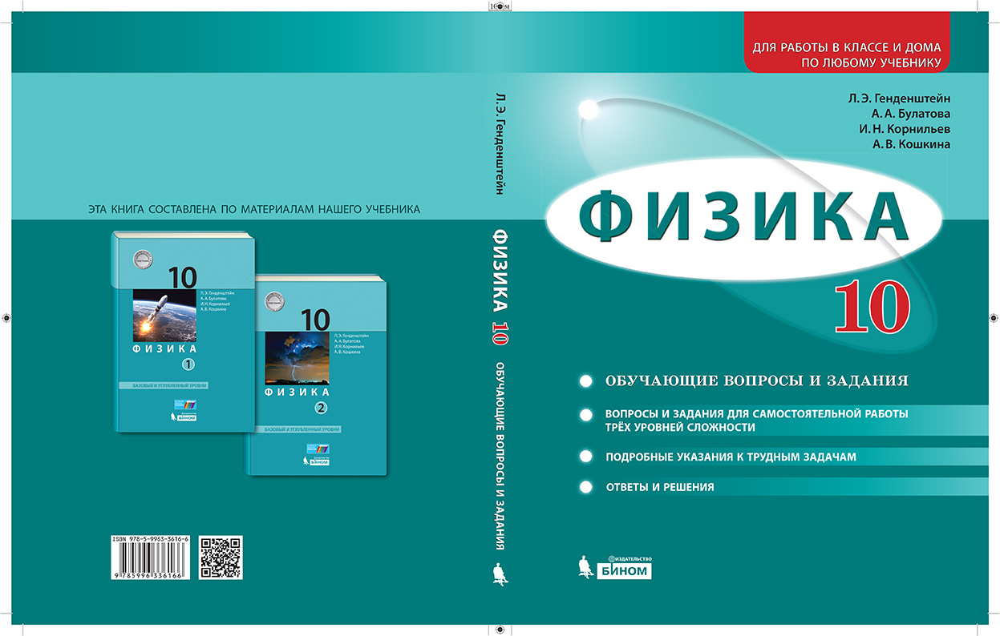 10мм
ЭТА КНИГА СОСТАВЛЕНА ПО МАТЕРИАЛАМ НАШЕГО УЧЕБНИКА
10
Л. Э. Генденштейн
А. А. Булатова
И. Н. Корнильев
А. В. Кошкина
ФИЗИКА
1
БАЗОВЫЙ И УГЛУБЛЕННЫЙ УРОВНИ
БИНОМ
10
Л. Э. Генденштейн
А. А. Булатова
И. Н. Корнильев
А. В. Кошкина
ФИЗИКА
2
БАЗОВЫЙ И УГЛУБЛЕННЫЙ УРОВНИ
БИНОМ
ISBN 978-5-9963-3616-6
9 785996 336166
Л. Э. Генденштейн
ФИЗИКА 10
ОБУЧАЮЩИЕ ВОПРОСЫ И ЗАДАНИЯ
ДЛЯ РАБОТЫ В КЛАССЕ И ДОМА
ПО ЛЮБОМУ УЧЕБНИКУ
Л. Э. Генденштейн
А. А. Булатова
И. Н. Корнильев
А. В. Кошкина
ФИЗИКА
10
ОБУЧАЮЩИЕ ВОПРОСЫ И ЗАДАНИЯ
ВОПРОСЫ И ЗАДАНИЯ ДЛЯ САМОСТОЯТЕЛЬНОЙ РАБОТЫ
ТРЁХ УРОВНЕЙ СЛОЖНОСТИ
ПОДРОБНЫЕ УКАЗАНИЯ К ТРУДНЫМ ЗАДАЧАМ
ОТВЕТЫ И РЕШЕНИЯ
ИЗДАТЕЛЬСТВО
БИНОМ